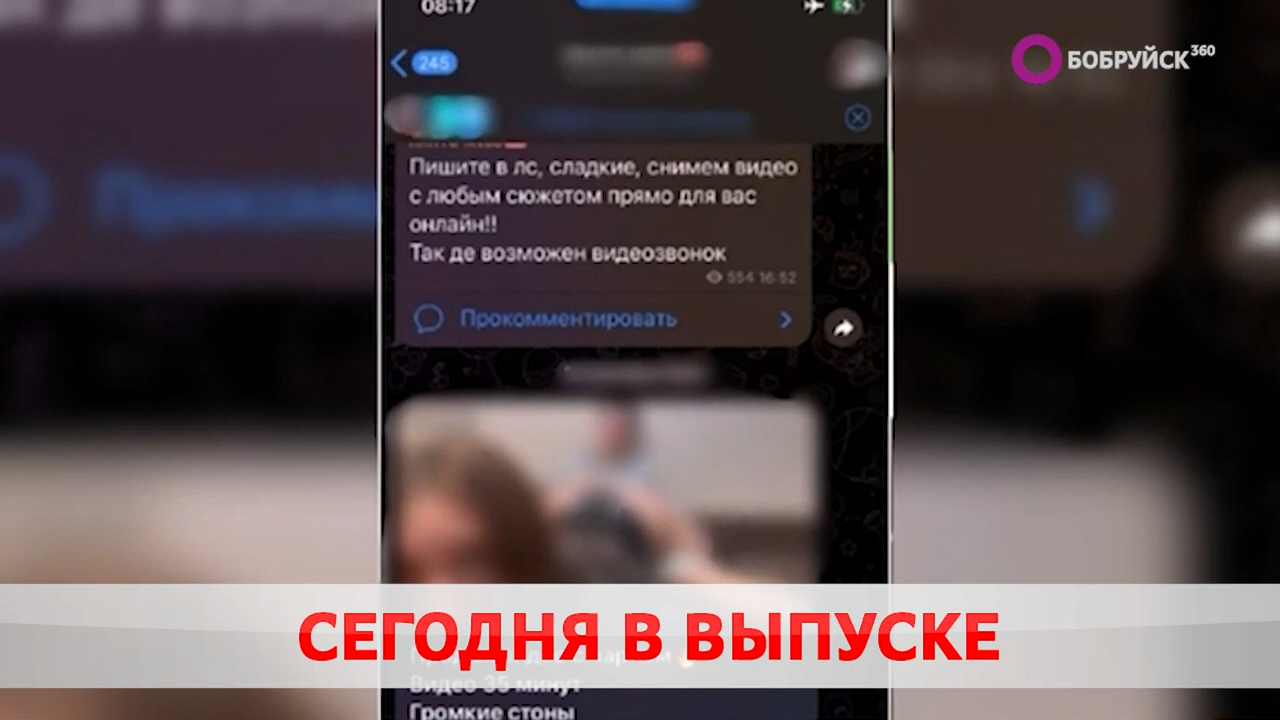 08:17
БОБРУЙСК360
245
Пишите в лс, сладкие, снимем видео
с любым сюжетом прямо для вас
онлайн!!
Так де возможен видеозвонок
554 16:52
Прокомментировать
СЕГОДНЯ В ВЫПУСКЕ
Видео 35 минут
Громкие стоны